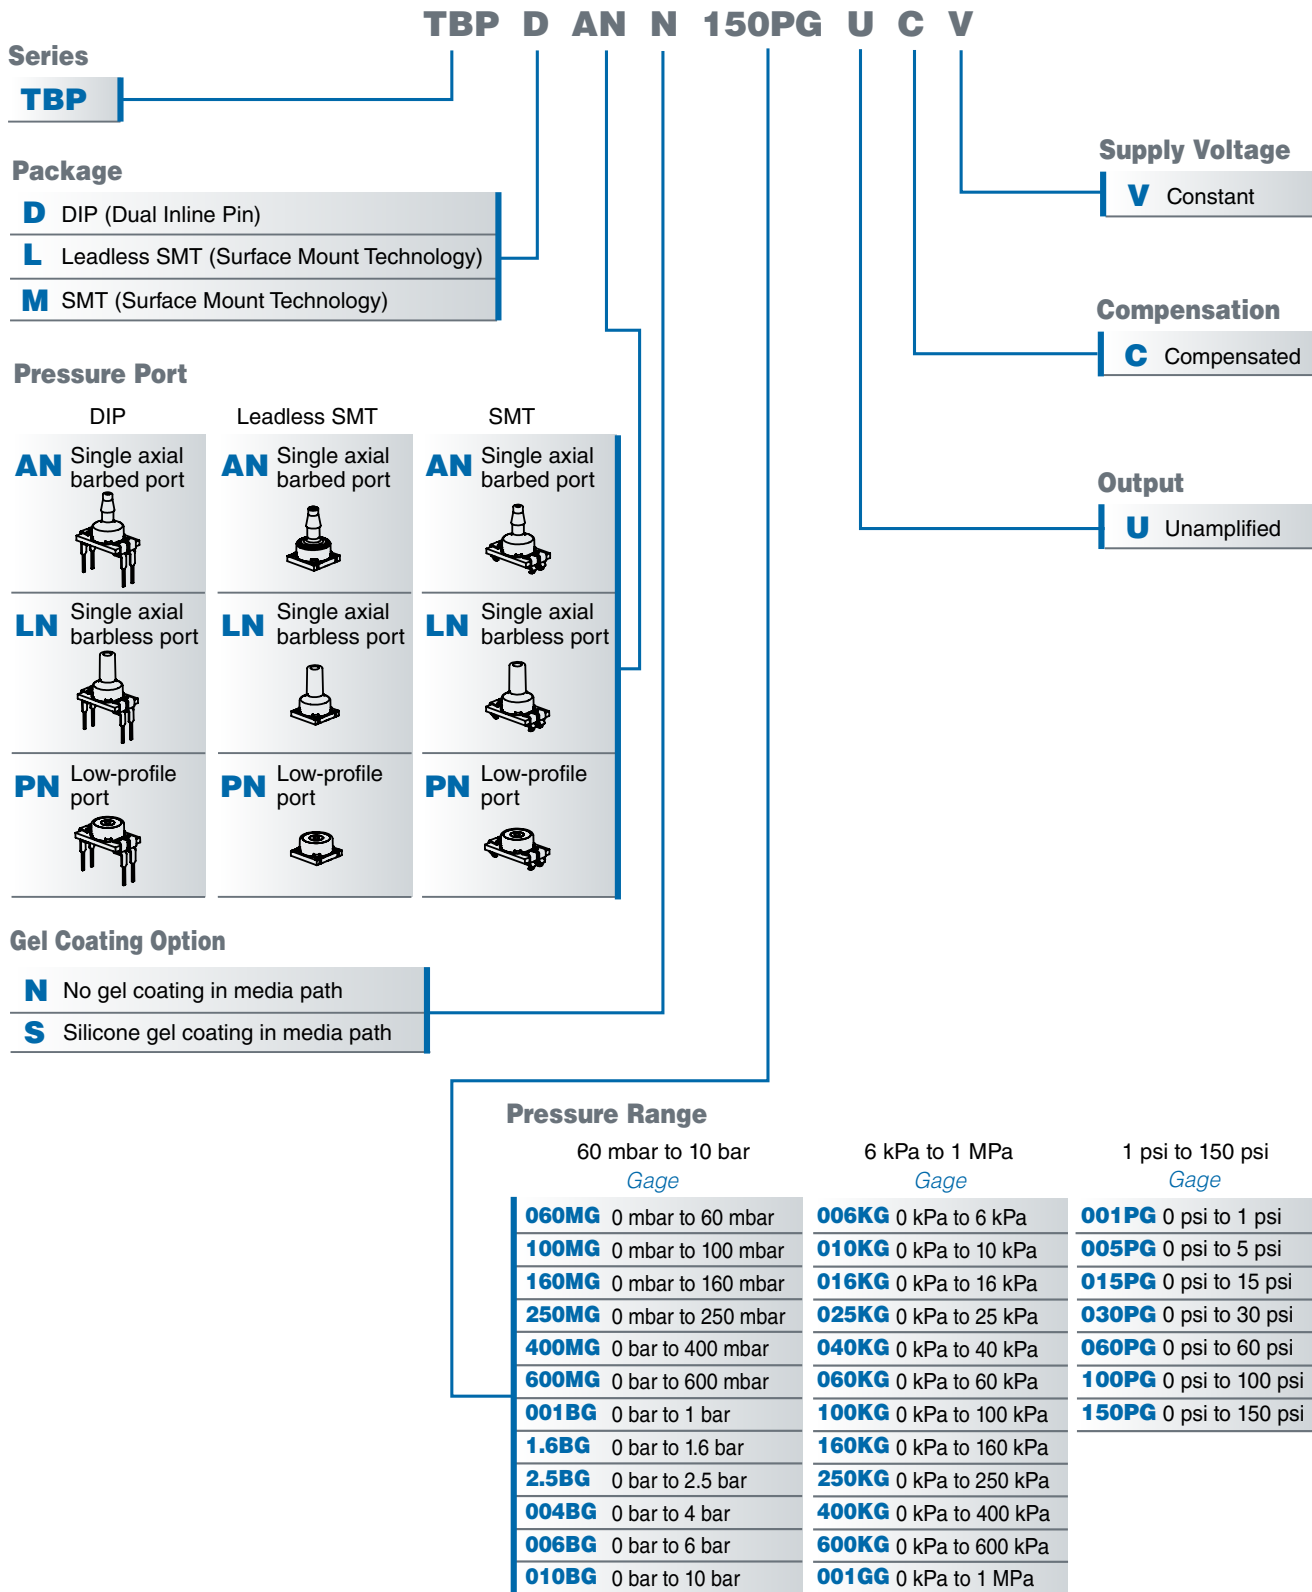 TBP D AN N 150PG U C V
Series
TBP
Package
D DIP (Dual Inline Pin)
L Leadless SMT (Surface Mount Technology)
M SMT (Surface Mount Technology)
Supply Voltage
V Constant
Compensation
C Compensated
Output
U Unamplified
Pressure Port
DIP Leadless SMT SMT
AN Single axial barbed port
AN Single axial barbed port
AN Single axial barbed port
LN Single axial barbless port
LN Single axial barbless port
LN Single axial barbless port
PN Low-profile port
PN Low-profile port
PN Low-profile port
Gel Coating Option
N No gel coating in media path
S Silicone gel coating in media path
Pressure Range
60 mbar to 10 bar 6 kPa to 1 MPa 1 psi to 150 psi
Gage Gage Gage
060MG 0 mbar to 60 mbar 006KG 0 kPa to 6 kPa 001PG 0 psi to 1 psi
100MG 0 mbar to 100 mbar 010KG 0 kPa to 10 kPa 005PG 0 psi to 5 psi
160MG 0 mbar to 160 mbar 016KG 0 kPa to 16 kPa 015PG 0 psi to 15 psi
250MG 0 mbar to 250 mbar 025KG 0 kPa to 25 kPa 030PG 0 psi to 30 psi
400MG 0 bar to 400 mbar 040KG 0 kPa to 40 kPa 060PG 0 psi to 60 psi
600MG 0 bar to 600 mbar 060KG 0 kPa to 60 kPa 100PG 0 psi to 100 psi
001BG 0 bar to 1 bar 100KG 0 kPa to 100 kPa 150PG 0 psi to 150 psi
1.6BG 0 bar to 1.6 bar 160KG 0 kPa to 160 kPa
2.5BG 0 bar to 2.5 bar 250KG 0 kPa to 250 kPa
004BG 0 bar to 4 bar 400KG 0 kPa to 400 kPa
006BG 0 bar to 6 bar 600KG 0 kPa to 600 kPa
010BG 0 bar to 10 bar 001GG 0 kPa to 1 MPa